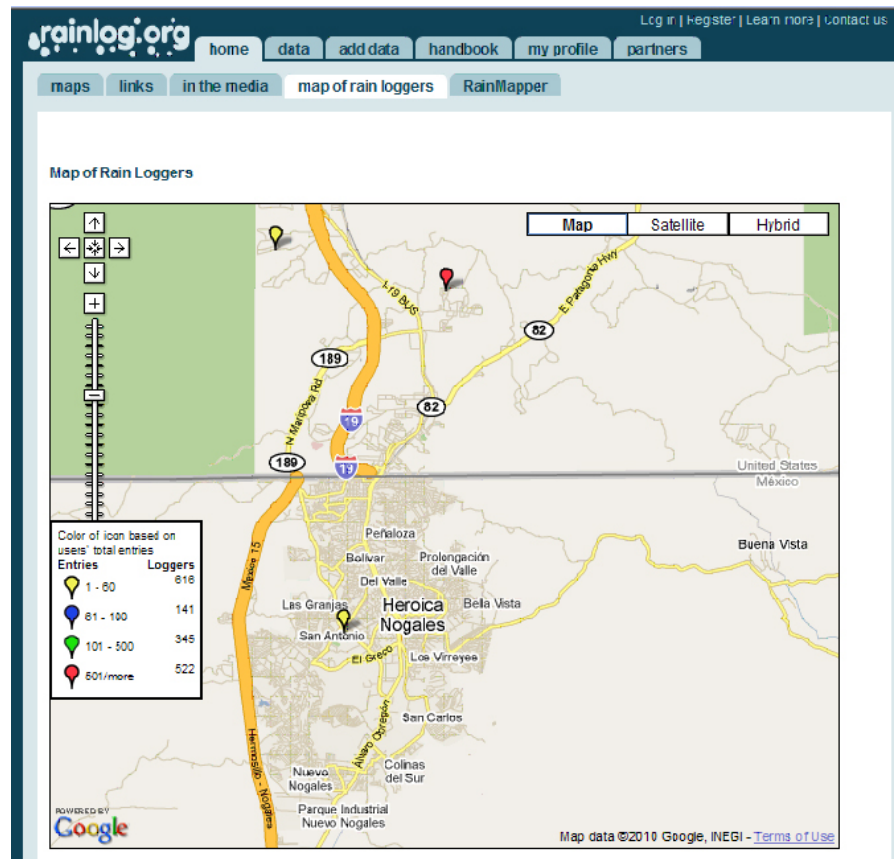 Log in | Register | Learn more | Contact us
rainlog.org
home data add data handbook my profile partners
maps links in the media map of rain loggers RainMapper
Map of Rain Loggers
Map Satellite Hybrid
I-19 BUS
E Patagonia Hwy
82
189
N Mariposa Rd
82
19
189
19
United States
México
Color of icon based on
users' total entries
Entries Loggers
1 - 60 616
61 - 100 141
101 - 500 345
501/more 522
Mexico 15
Peñaloza
Buena Vista
Bolivar
Prolongación
del Valle
Del Valle
Las Granjas
Heroica
Nogales
Bella Vista
San Antonio
El Greco
Los Virreyes
San Carlos
Álvaro Obregón
Hermosillo - Nogales
Colinas
del Sur
Nuevo
Nogales
Parque Industrial
Nuevo Nogales
POWERED BY
Google
Map data ©2010 Google, INEGI - Terms of Use